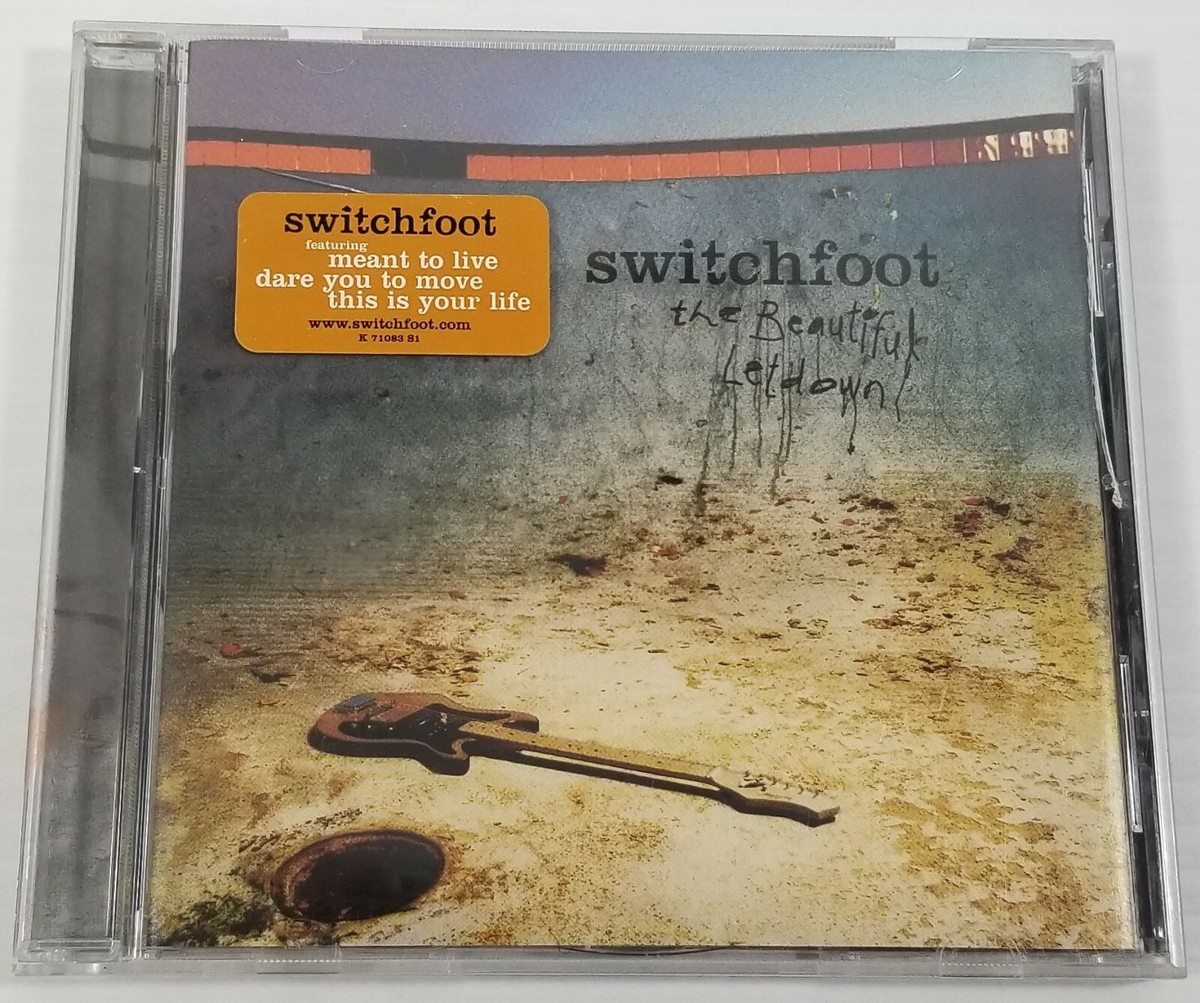 switchfoot
featuring
meant to live
dare you to move
this is your life
www.switchfoot.com
K 71083 S1
switchfoot
the Beautiful
Letdown